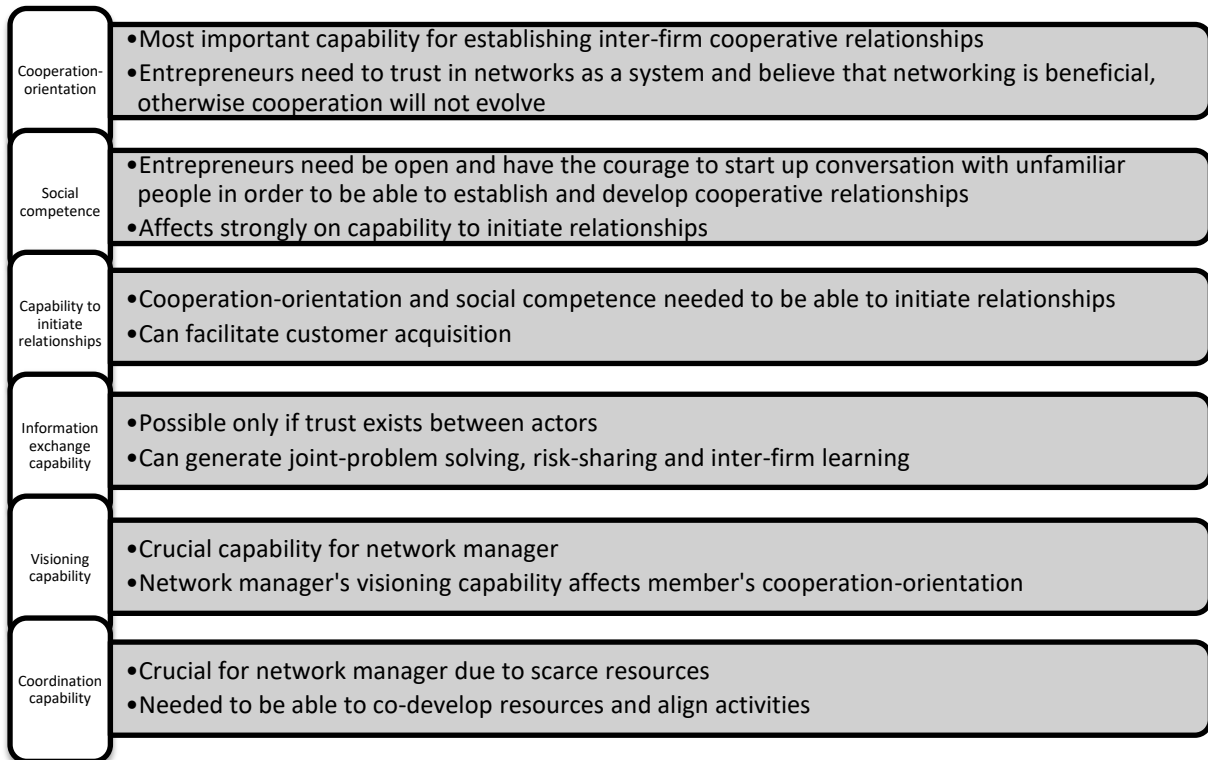 Cooperation-
orientation
•Most important capability for establishing inter-firm cooperative relationships
•Entrepreneurs need to trust in networks as a system and believe that networking is beneficial,
otherwise cooperation will not evolve
Social
competence
•Entrepreneurs need be open and have the courage to start up conversation with unfamiliar
people in order to be able to establish and develop cooperative relationships
•Affects strongly on capability to initiate relationships
Capability to
initiate
relationships
•Cooperation-orientation and social competence needed to be able to initiate relationships
•Can facilitate customer acquisition
Information
exchange
capability
•Possible only if trust exists between actors
•Can generate joint-problem solving, risk-sharing and inter-firm learning
Visioning
capability
•Crucial capability for network manager
•Network manager's visioning capability affects member's cooperation-orientation
Coordination
capability
•Crucial for network manager due to scarce resources
•Needed to be able to co-develop resources and align activities